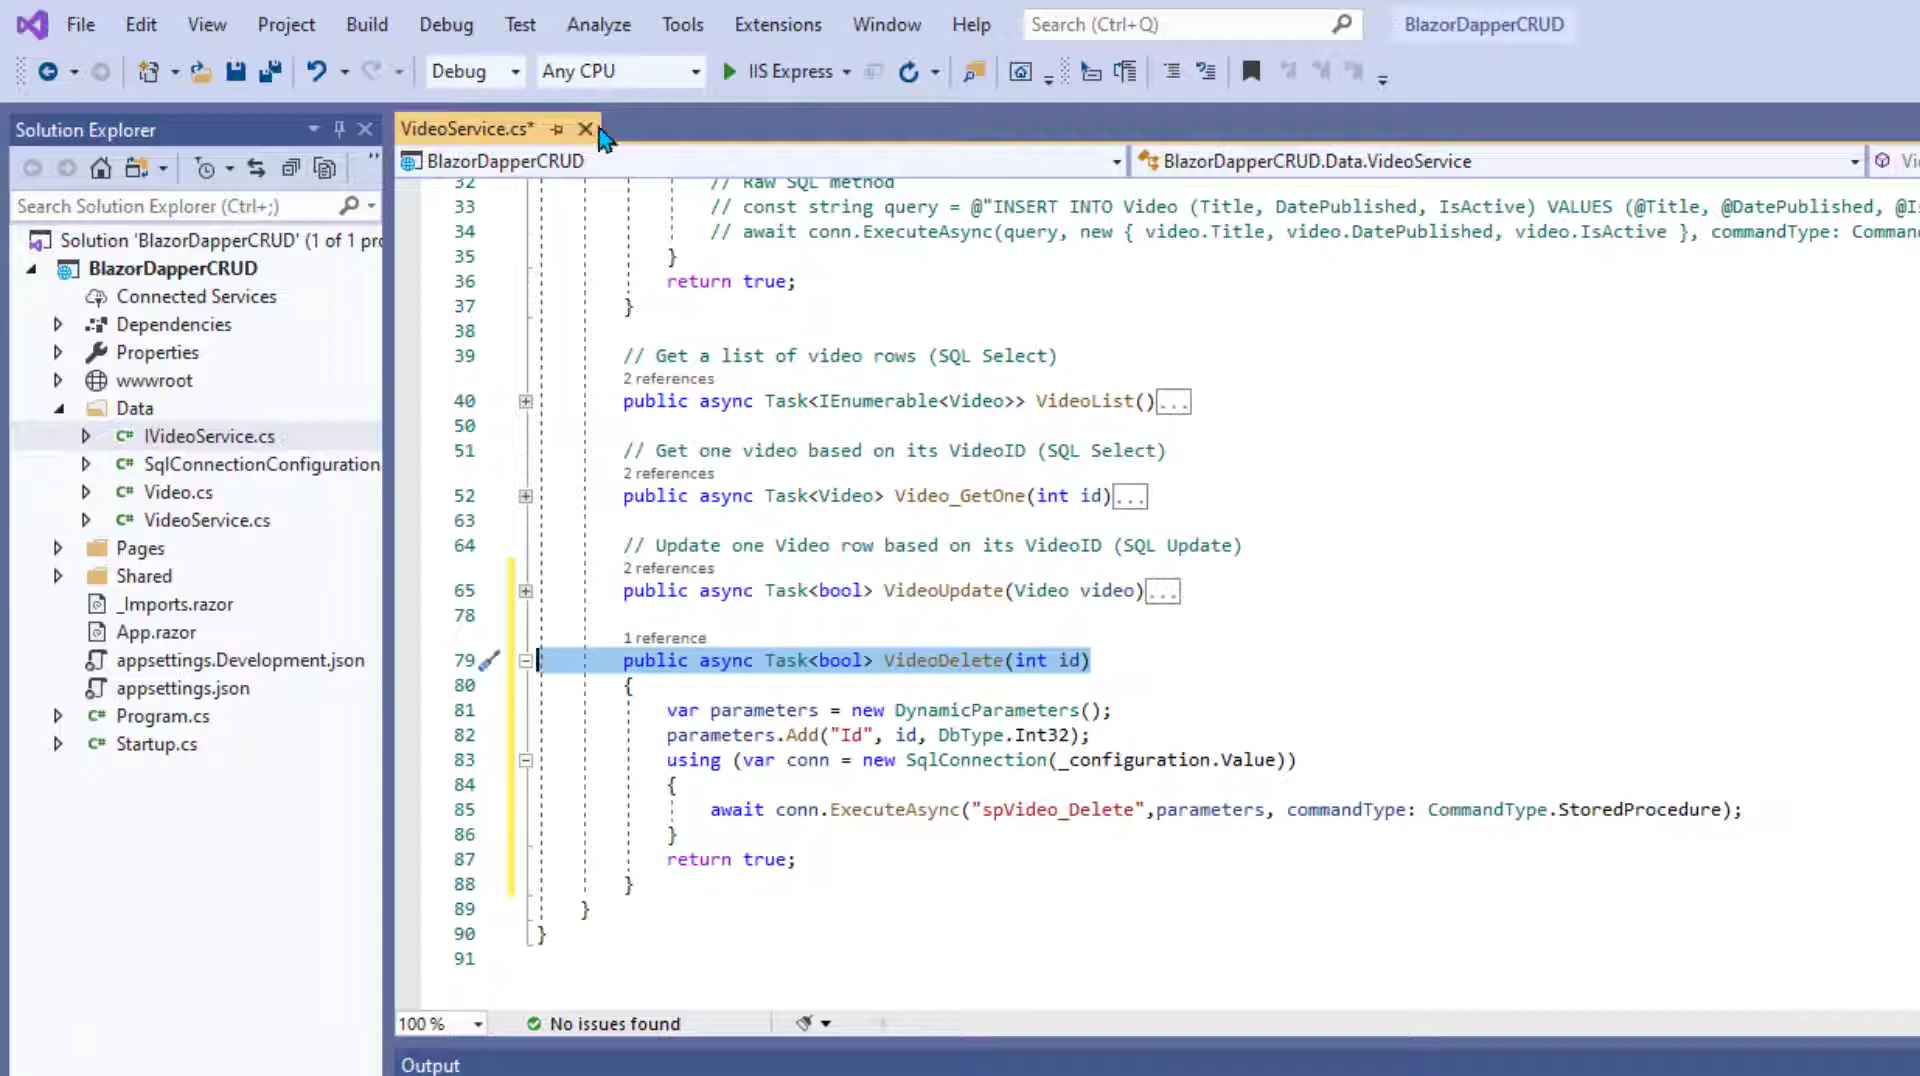 File Edit View Project Build Debug Test Analyze Tools Extensions Window Help Search (Ctrl+Q) BlazorDapperCRUD
Debug Any CPU IIS Express
Solution Explorer
Search Solution Explorer (Ctrl+;)
Solution 'BlazorDapperCRUD' (1 of 1 pro
BlazorDapperCRUD
Connected Services
Dependencies
Properties
wwwroot
Data
C# IVideoService.cs
C# SqlConnectionConfiguration
C# Video.cs
C# VideoService.cs
Pages
Shared
_Imports.razor
App.razor
appsettings.Development.json
appsettings.json
C# Program.cs
C# Startup.cs
VideoService.cs*
BlazorDapperCRUD BlazorDapperCRUD.Data.VideoService
32 // Raw SQL method
33 // const string query = @"INSERT INTO Video (Title, DatePublished, IsActive) VALUES (@Title, @DatePublished, @Is
34 // await conn.ExecuteAsync(query, new { video.Title, video.DatePublished, video.IsActive }, commandType: Comman
35 }
36 return true;
37 }
38
39 // Get a list of video rows (SQL Select)
2 references
40 public async Task<IEnumerable<Video>> VideoList()...
50
51 // Get one video based on its VideoID (SQL Select)
2 references
52 public async Task<Video> Video_GetOne(int id)...
63
64 // Update one Video row based on its VideoID (SQL Update)
2 references
65 public async Task<bool> VideoUpdate(Video video)...
78
1 reference
79 public async Task<bool> VideoDelete(int id)
80 {
81 var parameters = new DynamicParameters();
82 parameters.Add("Id", id, DbType.Int32);
83 using (var conn = new SqlConnection(_configuration.Value))
84 {
85 await conn.ExecuteAsync("spVideo_Delete",parameters, commandType: CommandType.StoredProcedure);
86 }
87 return true;
88 }
89 }
90 }
91
100 % No issues found
Output